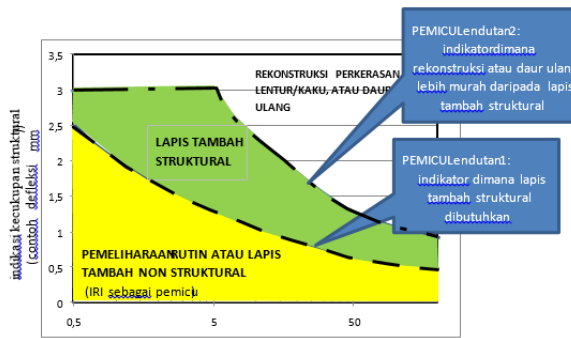 PEMICULendutan2:
indikatordimana
rekonstruksi atau daur ulang
lebih murah daripada lapis
tambah struktural
REKONSTRUKSI PERKERASAN
LENTUR/KAKU, ATAU DAUR
ULANG
LAPIS TAMBAH
STRUKTURAL
PEMICULendutan1:
indikator dimana lapis
tambah struktural
dibutuhkan
PEMELIHARAAN RUTIN ATAU LAPIS
TAMBAH NON STRUKTURAL
(IRI sebagai pemicu)
indikasi kecukupan struktural
(contoh defleksi mm
3,5
3
2,5
2
1,5
1
0,5
0
0,5
5
50